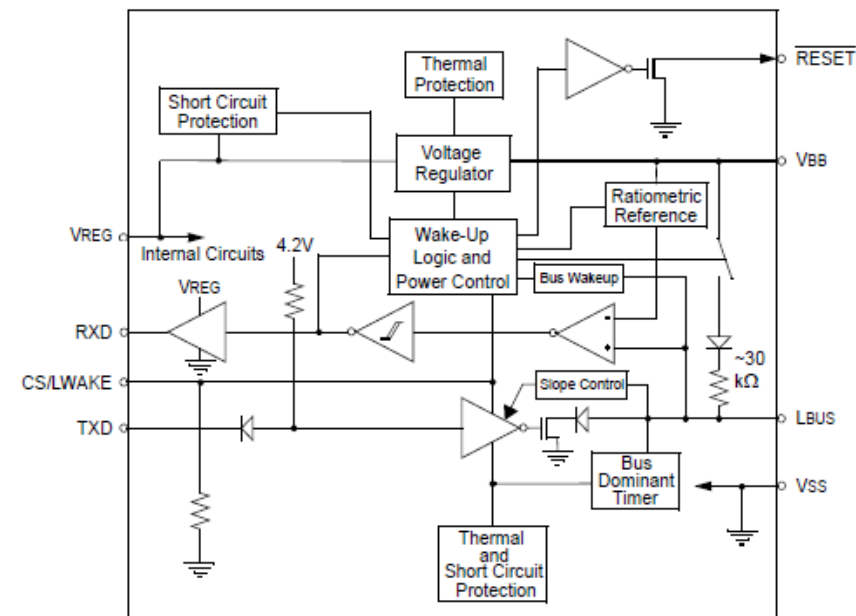 RESET
Thermal
Protection
Short Circuit
Protection
Voltage
Regulator
VBB
Ratiometric
Reference
VREG
Internal Circuits
4.2V
Wake-Up
Logic and
Power Control
Bus Wakeup
VREG
RXD
-
+
~30
kΩ
CS/LWAKE
Slope Control
TXD
LBUS
Bus
Dominant
Timer
VSS
Thermal
and
Short Circuit
Protection